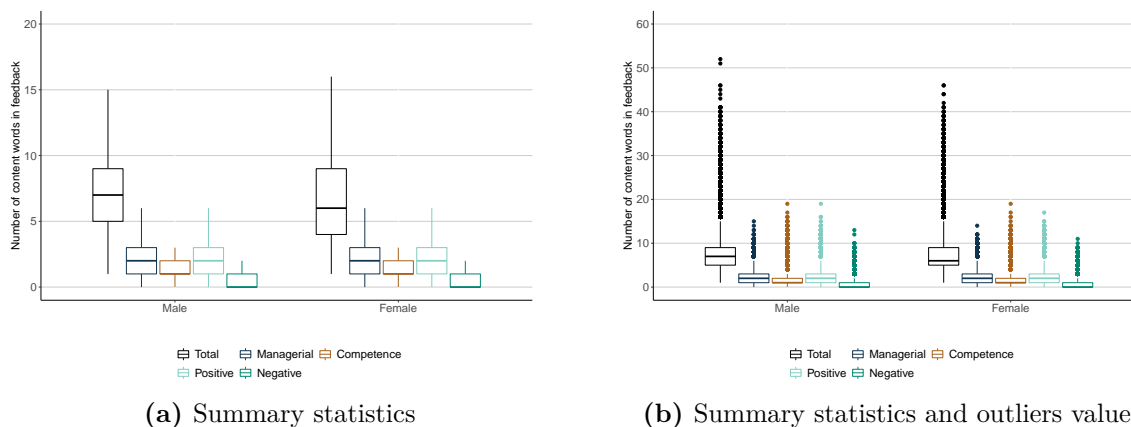 Number of content words in feedback
20
15
10
5
0
Male Female
Total Managerial Competence
Positive Negative
(a) Summary statistics
Number of content words in feedback
60
50
40
30
20
10
0
Male Female
Total Managerial Competence
Positive Negative
(b) Summary statistics and outliers value